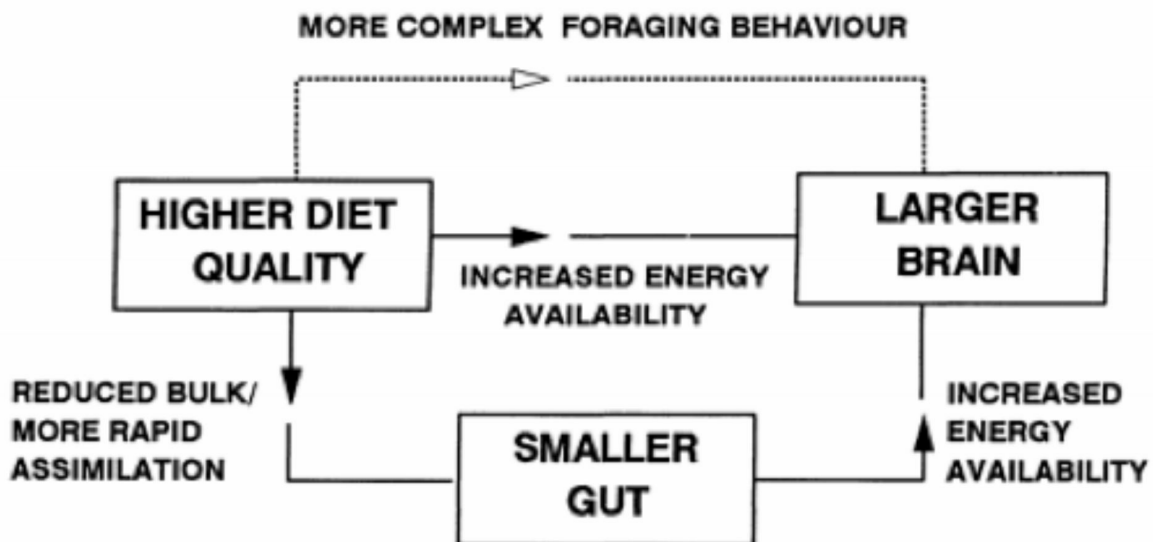 MORE COMPLEX FORAGING BEHAVIOUR
HIGHER DIET
QUALITY
LARGER
BRAIN
INCREASED ENERGY
AVAILABILITY
REDUCED BULK/
MORE RAPID
ASSIMILATION
SMALLER
GUT
INCREASED
ENERGY
AVAILABILITY